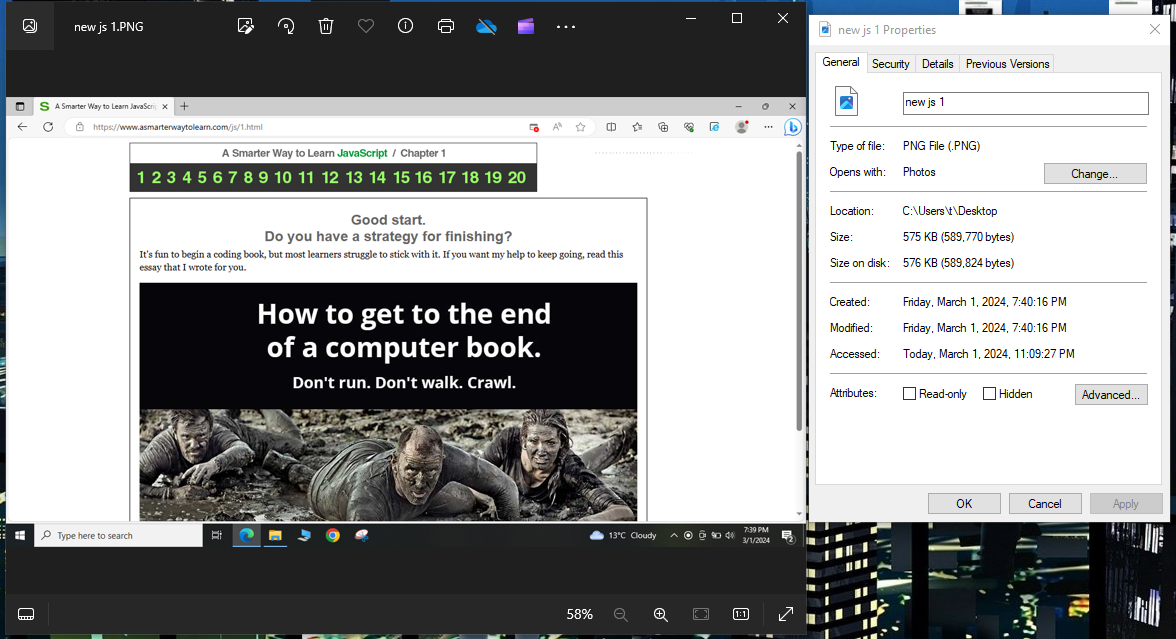 new js 1.PNG
A Smarter Way to Learn JavaScrip
https://www.asmarterwaytolearn.com/js/1.html
A Smarter Way to Learn JavaScript / Chapter 1
1 2 3 4 5 6 7 8 9 10 11 12 13 14 15 16 17 18 19 20
Good start.
Do you have a strategy for finishing?
It's fun to begin a coding book, but most learners struggle to stick with it. If you want my help to keep going, read this
essay that I wrote for you.
How to get to the end
of a computer book.
Don't run. Don't walk. Crawl.
Type here to search
13°C Cloudy
7:39 PM
3/1/2024
2
58%
1:1
new js 1 Properties
General Security Details Previous Versions
new js 1
Type of file: PNG File (.PNG)
Opens with: Photos Change...
Location: C:\Users\t\Desktop
Size: 575 KB (589,770 bytes)
Size on disk: 576 KB (589,824 bytes)
Created: Friday, March 1, 2024, 7:40:16 PM
Modified: Friday, March 1, 2024, 7:40:16 PM
Accessed: Today, March 1, 2024, 11:09:27 PM
Attributes: Read-only Hidden Advanced...
OK Cancel Apply